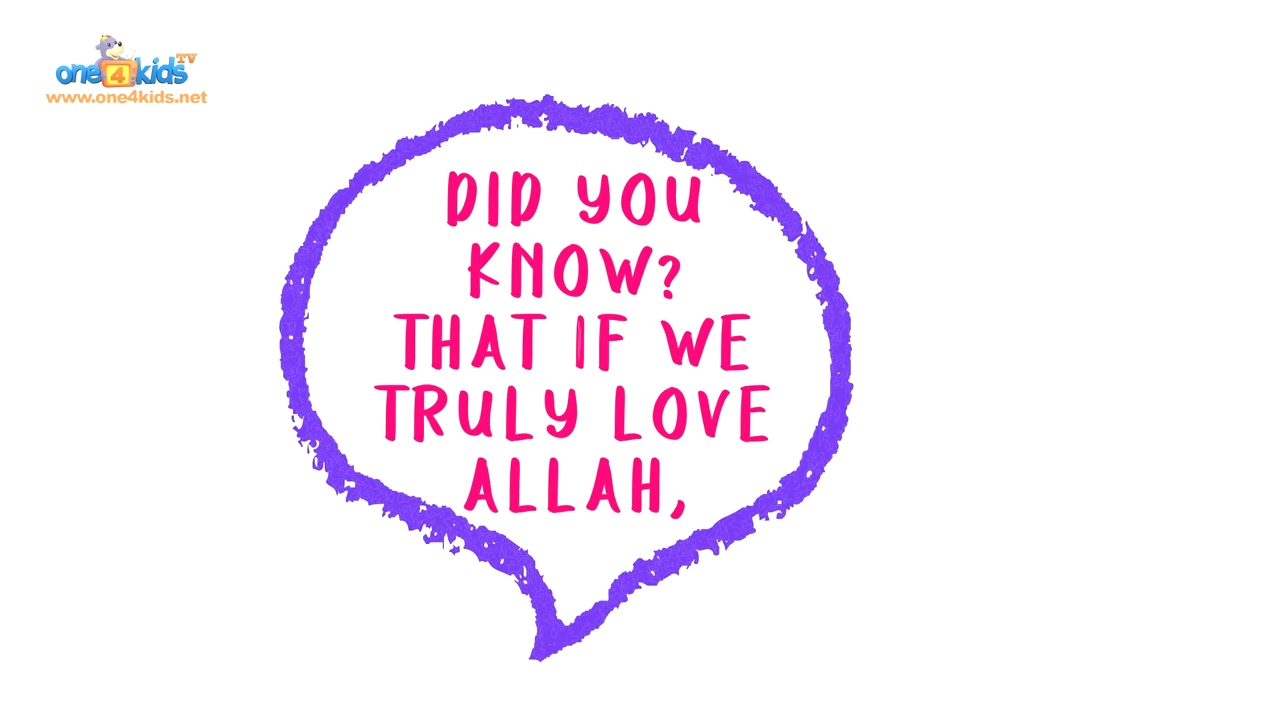 one4kids TV
www.one4kids.net
DID YOU
KNOW?
THAT IF WE
TRULY LOVE
ALLAH,